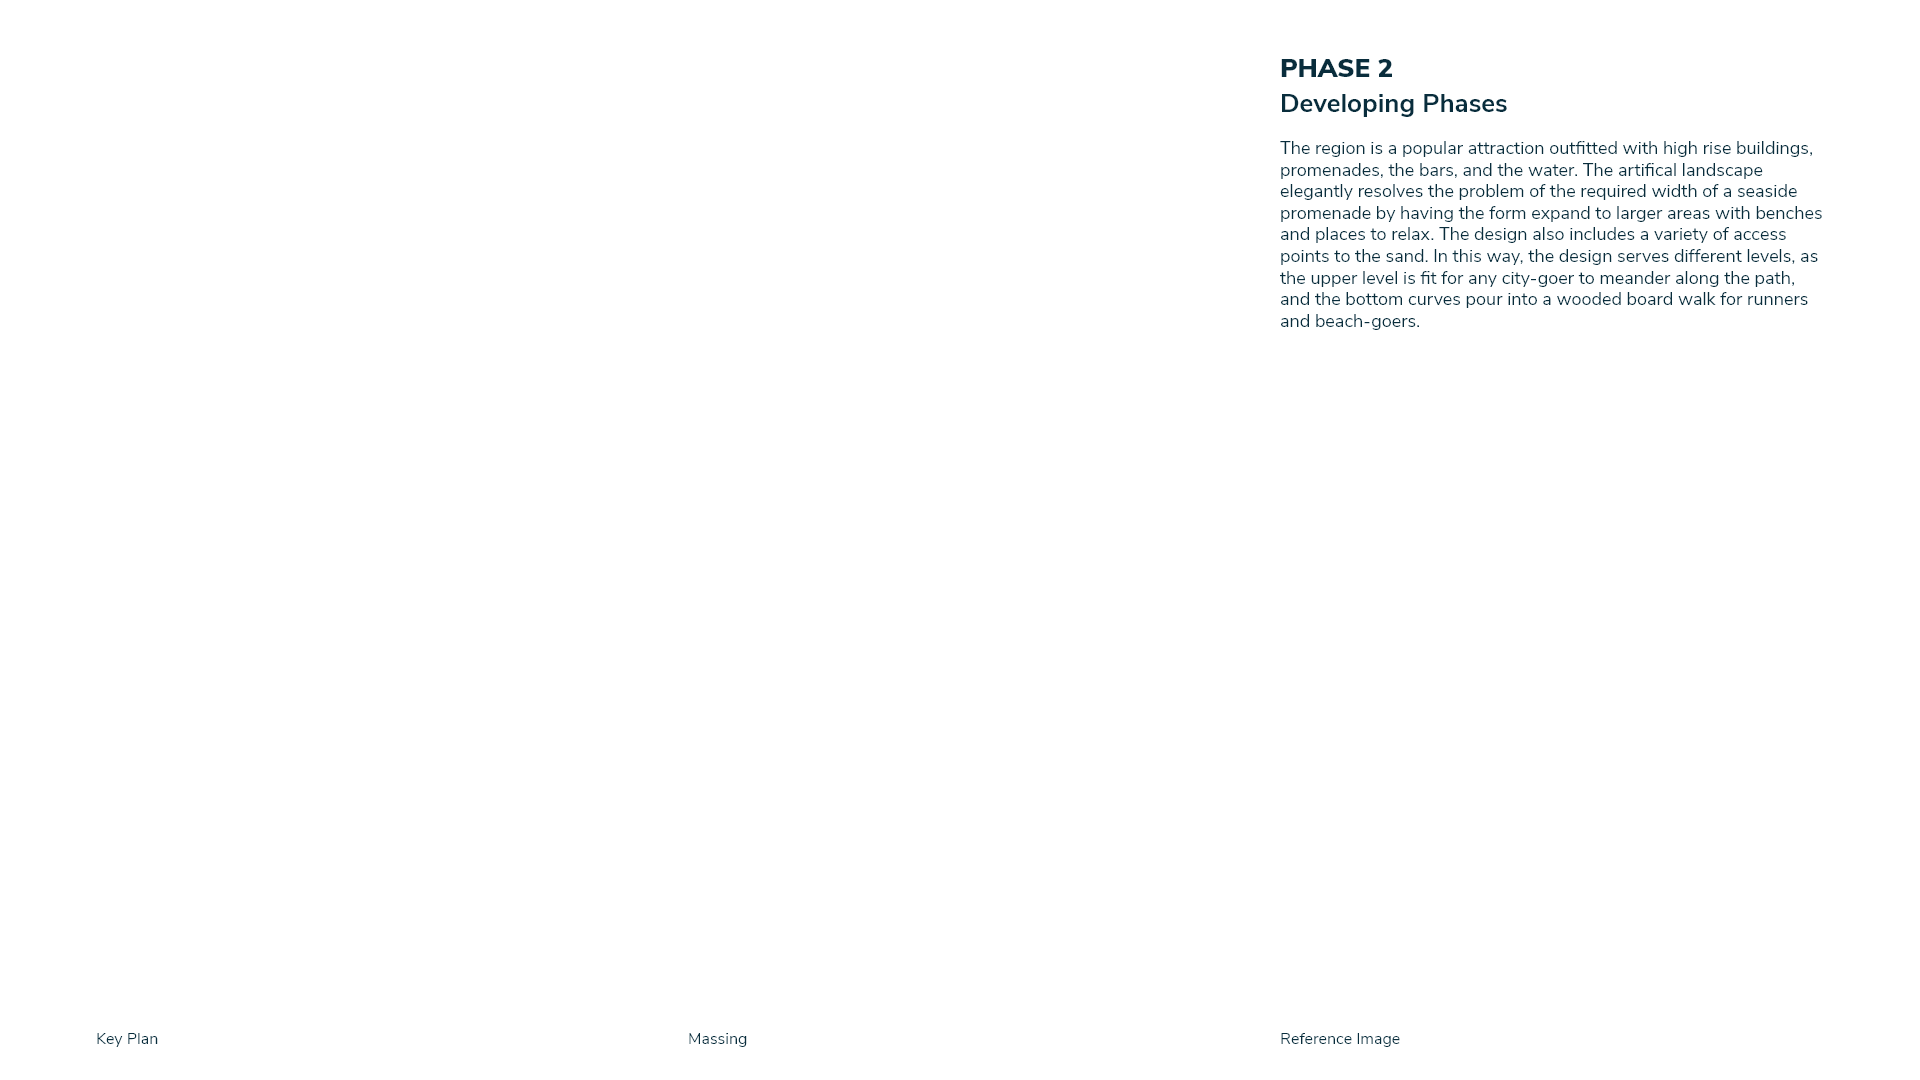 PHASE 2
Developing Phases
The region is a popular attraction outfitted with high rise buildings,
promenades, the bars, and the water. The artifical landscape
elegantly resolves the problem of the required width of a seaside
promenade by having the form expand to larger areas with benches
and places to relax. The design also includes a variety of access
points to the sand. In this way, the design serves different levels, as
the upper level is fit for any city-goer to meander along the path,
and the bottom curves pour into a wooded board walk for runners
and beach-goers.
Key Plan
Massing
Reference Image